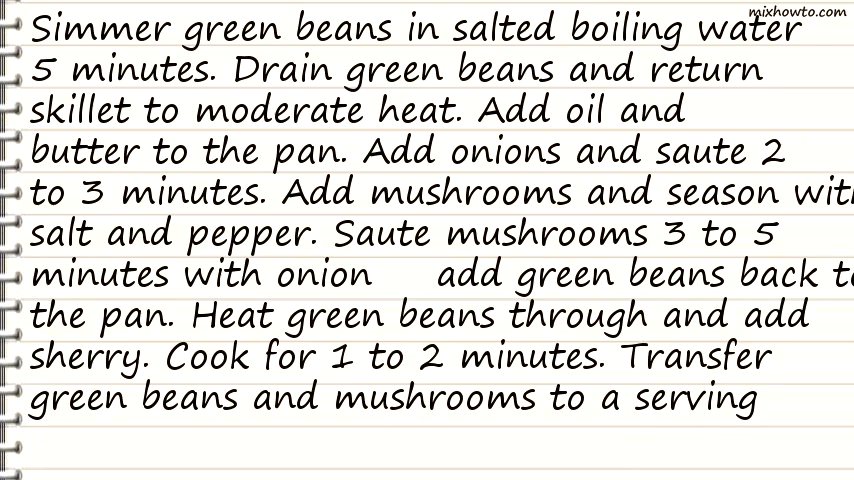 mixhowto.com
Simmer green beans in salted boiling water
5 minutes. Drain green beans and return
skillet to moderate heat. Add oil and
butter to the pan. Add onions and saute 2
to 3 minutes. Add mushrooms and season with
salt and pepper. Saute mushrooms 3 to 5
minutes with onion add green beans back to
the pan. Heat green beans through and add
sherry. Cook for 1 to 2 minutes. Transfer
green beans and mushrooms to a serving